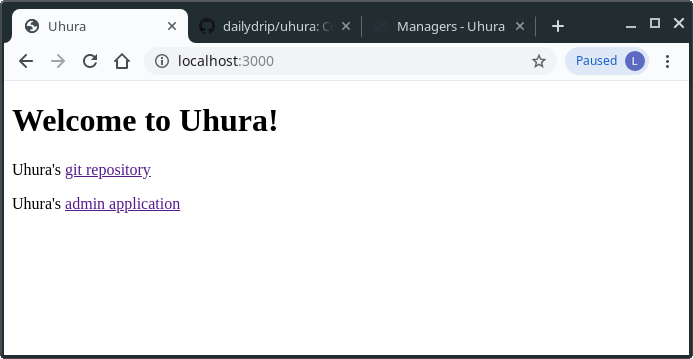 Uhura
dailydrip/uhura: C
Managers - Uhura
localhost:3000
Paused
L
Welcome to Uhura!
Uhura's git repository
Uhura's admin application